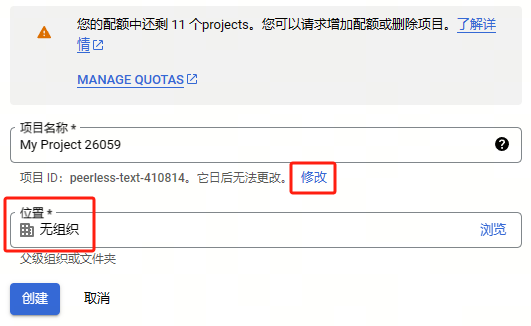 您的配额中还剩 11 个projects。您可以请求增加配额或删除项目。了解详
情
MANAGE QUOTAS
项目名称 *
My Project 26059
项目 ID：peerless-text-410814。它日后无法更改。 修改
位置 *
无组织 浏览
父级组织或文件夹
创建 取消